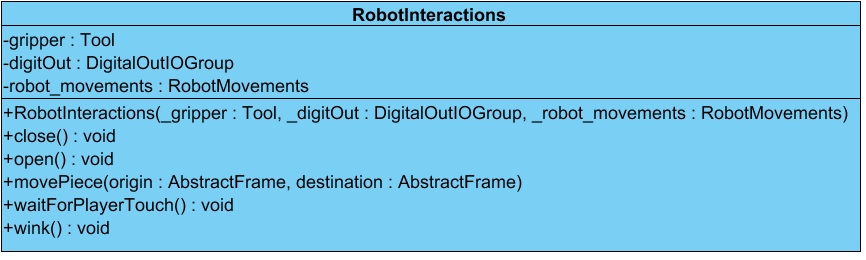 RobotInteractions
-gripper : Tool
-digitOut : DigitalOutIOGroup
-robot_movements : RobotMovements
+RobotInteractions(_gripper : Tool, _digitOut : DigitalOutIOGroup, _robot_movements : RobotMovements)
+close() : void
+open() : void
+movePiece(origin : AbstractFrame, destination : AbstractFrame)
+waitForPlayerTouch() : void
+wink() : void